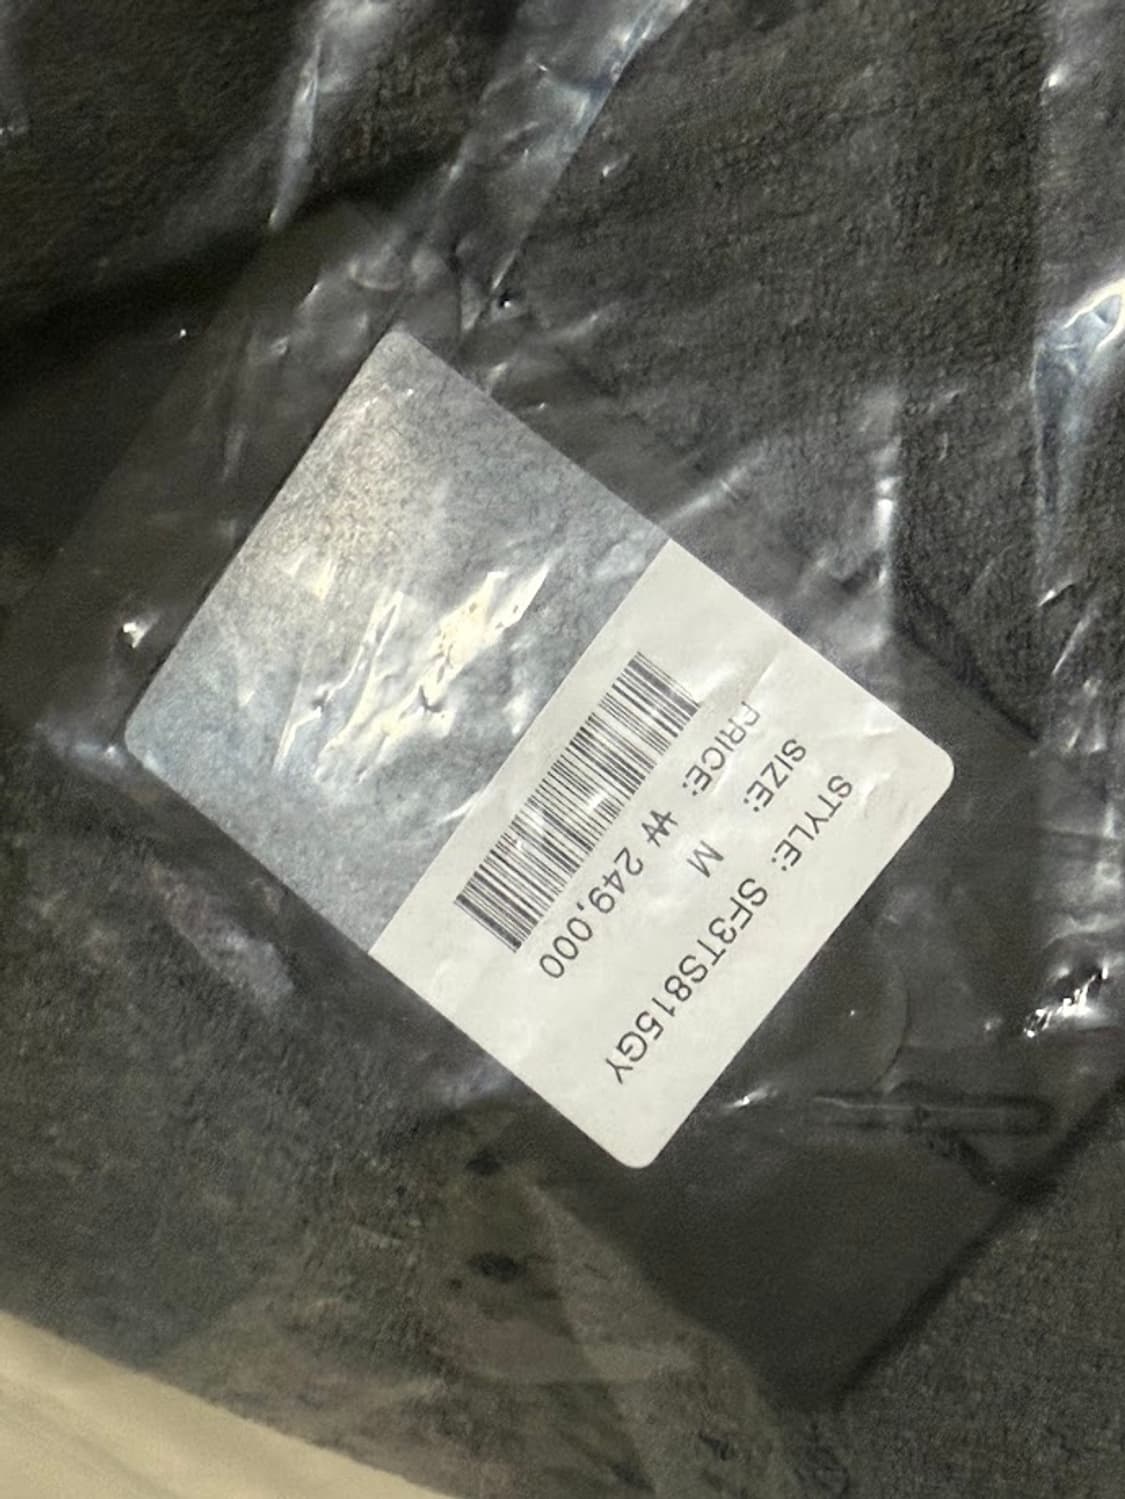 STYLE: SF3TS815GY
SIZE: M
PRICE: ₩ 249,000